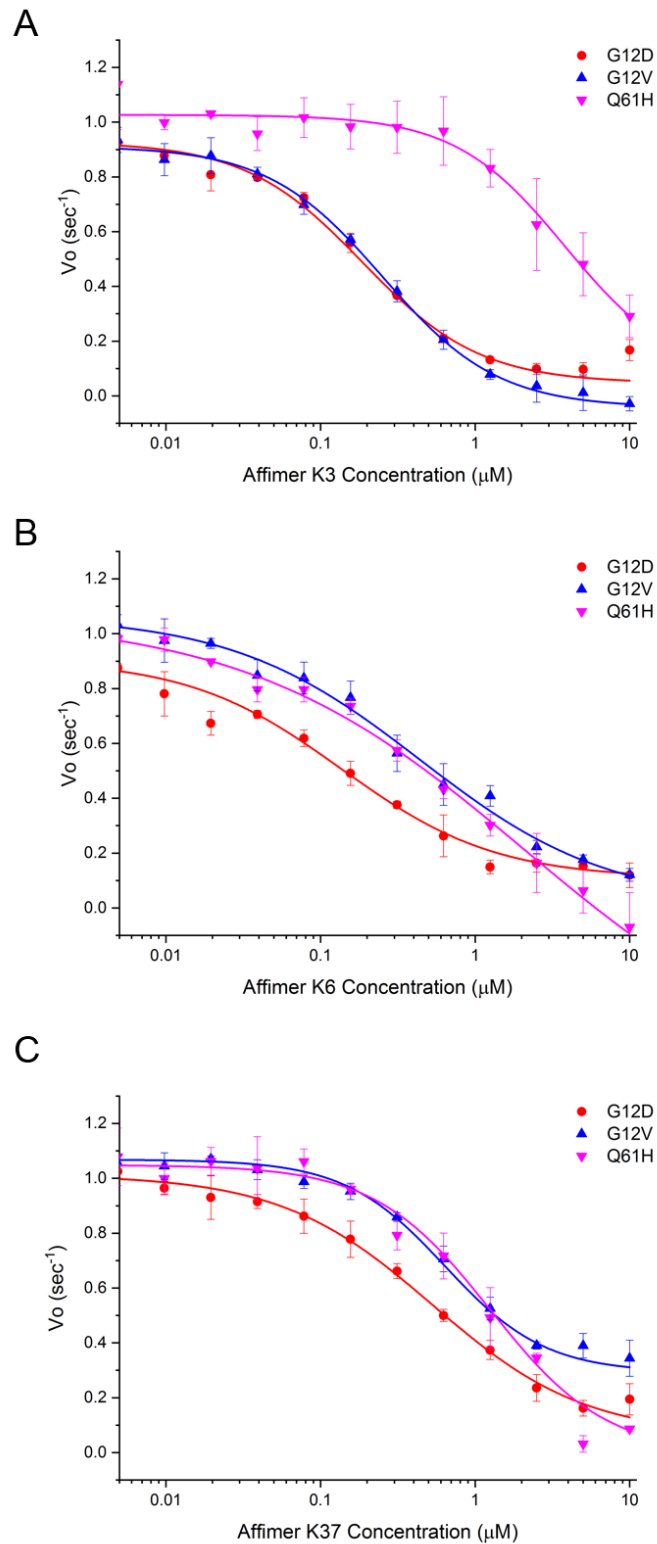 A
G12D
G12V
Q61H
1.2
1.0
0.8
0.6
0.4
0.2
0.0
Vo (sec⁻¹)
0.01 0.1 1 10
Affimer K3 Concentration (μM)
B
G12D
G12V
Q61H
1.2
1.0
0.8
0.6
0.4
0.2
0.0
Vo (sec⁻¹)
0.01 0.1 1 10
Affimer K6 Concentration (μM)
C
G12D
G12V
Q61H
1.2
1.0
0.8
0.6
0.4
0.2
0.0
Vo (sec⁻¹)
0.01 0.1 1 10
Affimer K37 Concentration (μM)